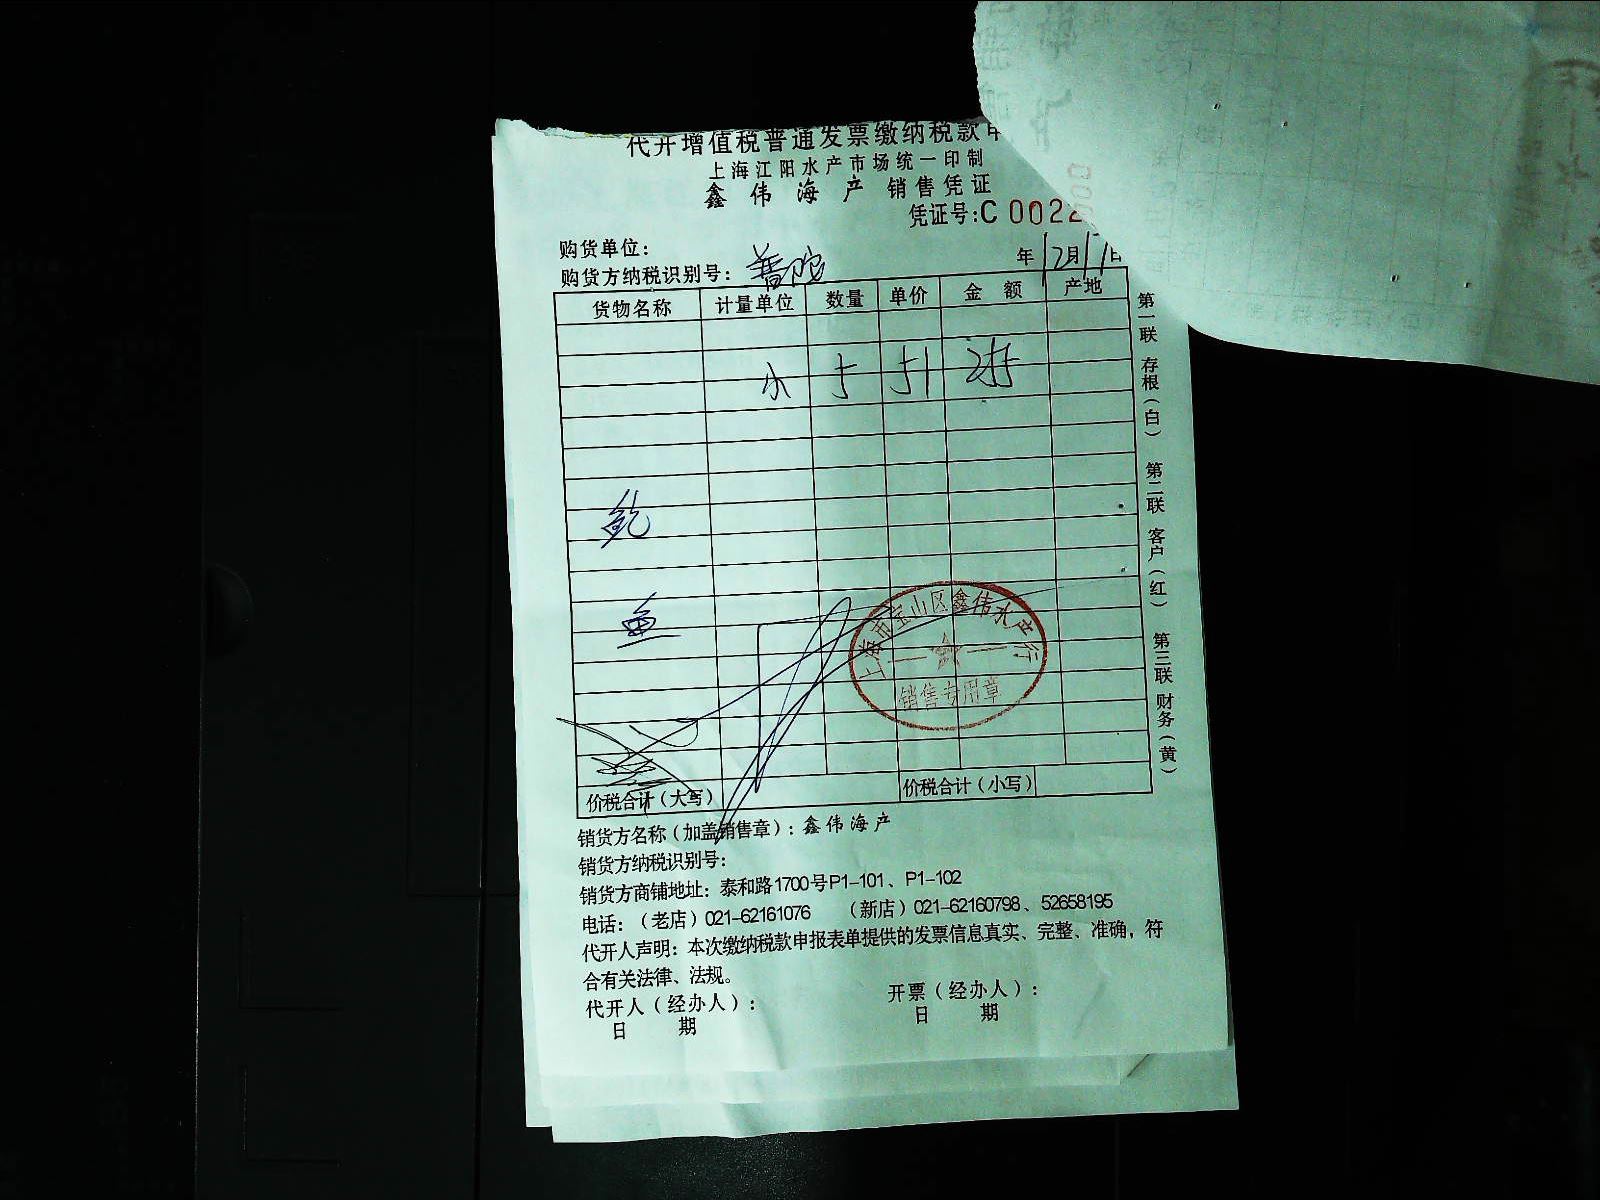 代开增值税普通发票缴纳税款申
上海江阳水产市场统一印制
鑫伟海产 销售凭证
凭证号:C 0022
购货单位：
年12月17日
购货方纳税识别号：普陀
货物名称 计量单位 数量 单价 金 额 产地
小 5 51 255
鲍
鱼
上海市宝山区鑫伟水产行
销售专用章
价税合计（大写） 价税合计（小写）
第一联 存根（白） 第二联 客户（红） 第三联 财务（黄）
销货方名称（加盖销售章）：鑫伟海产
销货方纳税识别号：
销货方商铺地址：泰和路1700号P1-101、P1-102
电话：（老店）021-62161076 （新店）021-62160798、52658195
代开人声明：本次缴纳税款申报表单提供的发票信息真实、完整、准确，符
合有关法律、法规。
代开人（经办人）： 开票（经办人）：
日 期 日 期